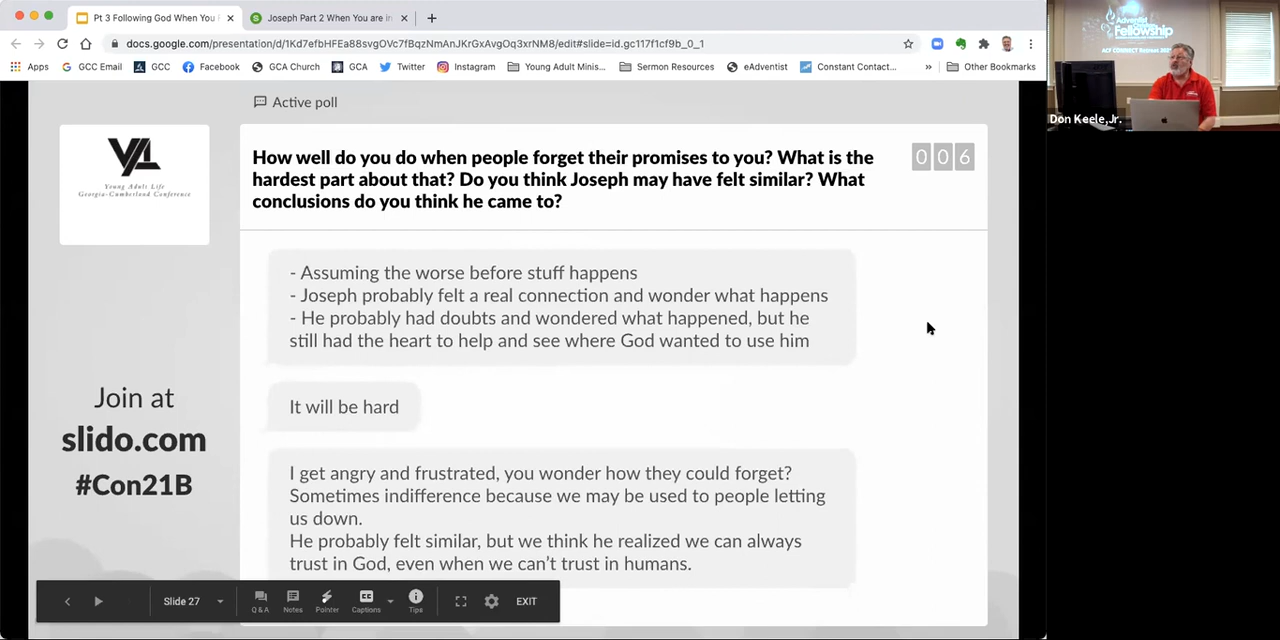 Pt 3 Following God When You
Joseph Part 2 When You are in
docs.google.com/presentation/d/1Kd7efbHFEa88svgOVc7fBqzNmAnJKrGxAvgOq3xrNM8/edit#slide=id.gc117f1cf9b_0_1
Apps GCC Email GCC Facebook GCA Church GCA Twitter Instagram Young Adult Minis... Sermon Resources eAdventist Constant Contact... » Other Bookmarks
Adventist
Fellowship
Don Keele,Jr.
Active poll
YAL
Young Adult Life
Georgia-Cumberland Conference
How well do you do when people forget their promises to you? What is the
hardest part about that? Do you think Joseph may have felt similar? What
conclusions do you think he came to?
006
- Assuming the worse before stuff happens
- Joseph probably felt a real connection and wonder what happens
- He probably had doubts and wondered what happened, but he
still had the heart to help and see where God wanted to use him
It will be hard
I get angry and frustrated, you wonder how they could forget?
Sometimes indifference because we may be used to people letting
us down.
He probably felt similar, but we think he realized we can always
trust in God, even when we can't trust in humans.
Join at
slido.com
#Con21B
Slide 27
Q & A Notes Pointer Captions Tips EXIT